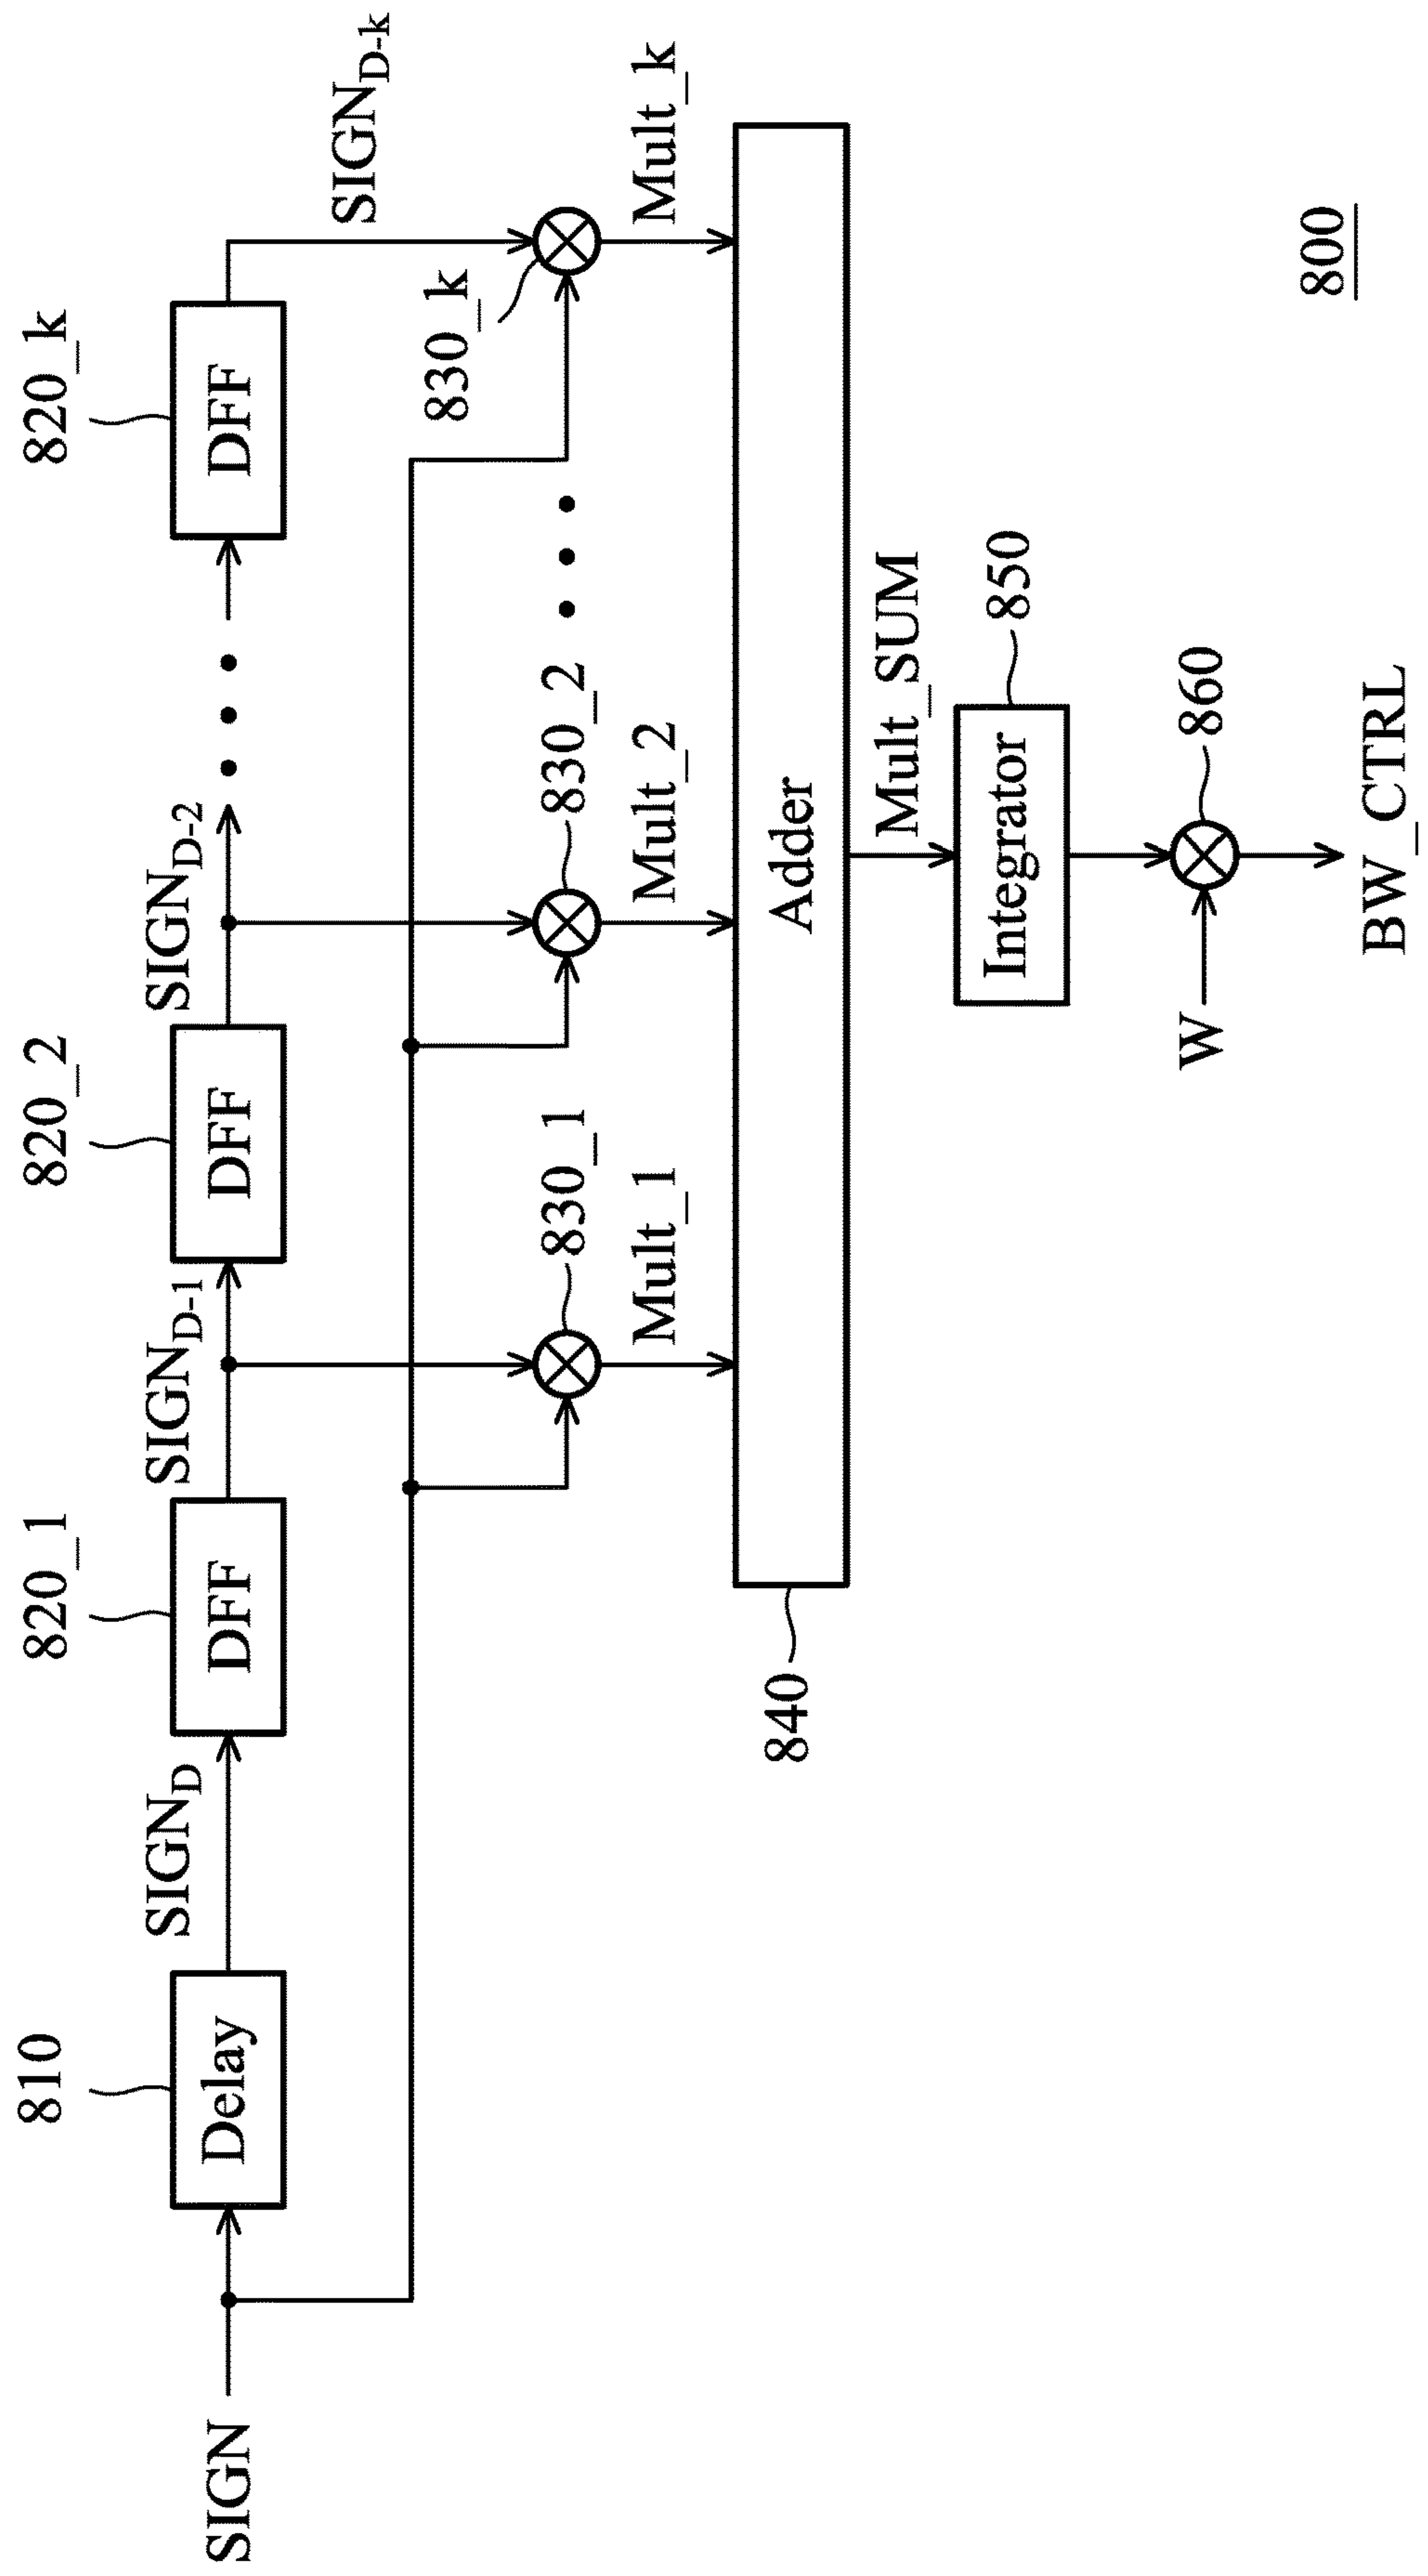 810
820_1
820_2
820_k
SIGN
Delay
SIGN_D
DFF
SIGN_D-1
DFF
SIGN_D-2
DFF
SIGN_D-k
830_1
830_2
830_k
Mult_1
Mult_2
Mult_k
840
Adder
Mult_SUM
Integrator
850
W
860
BW_CTRL
800